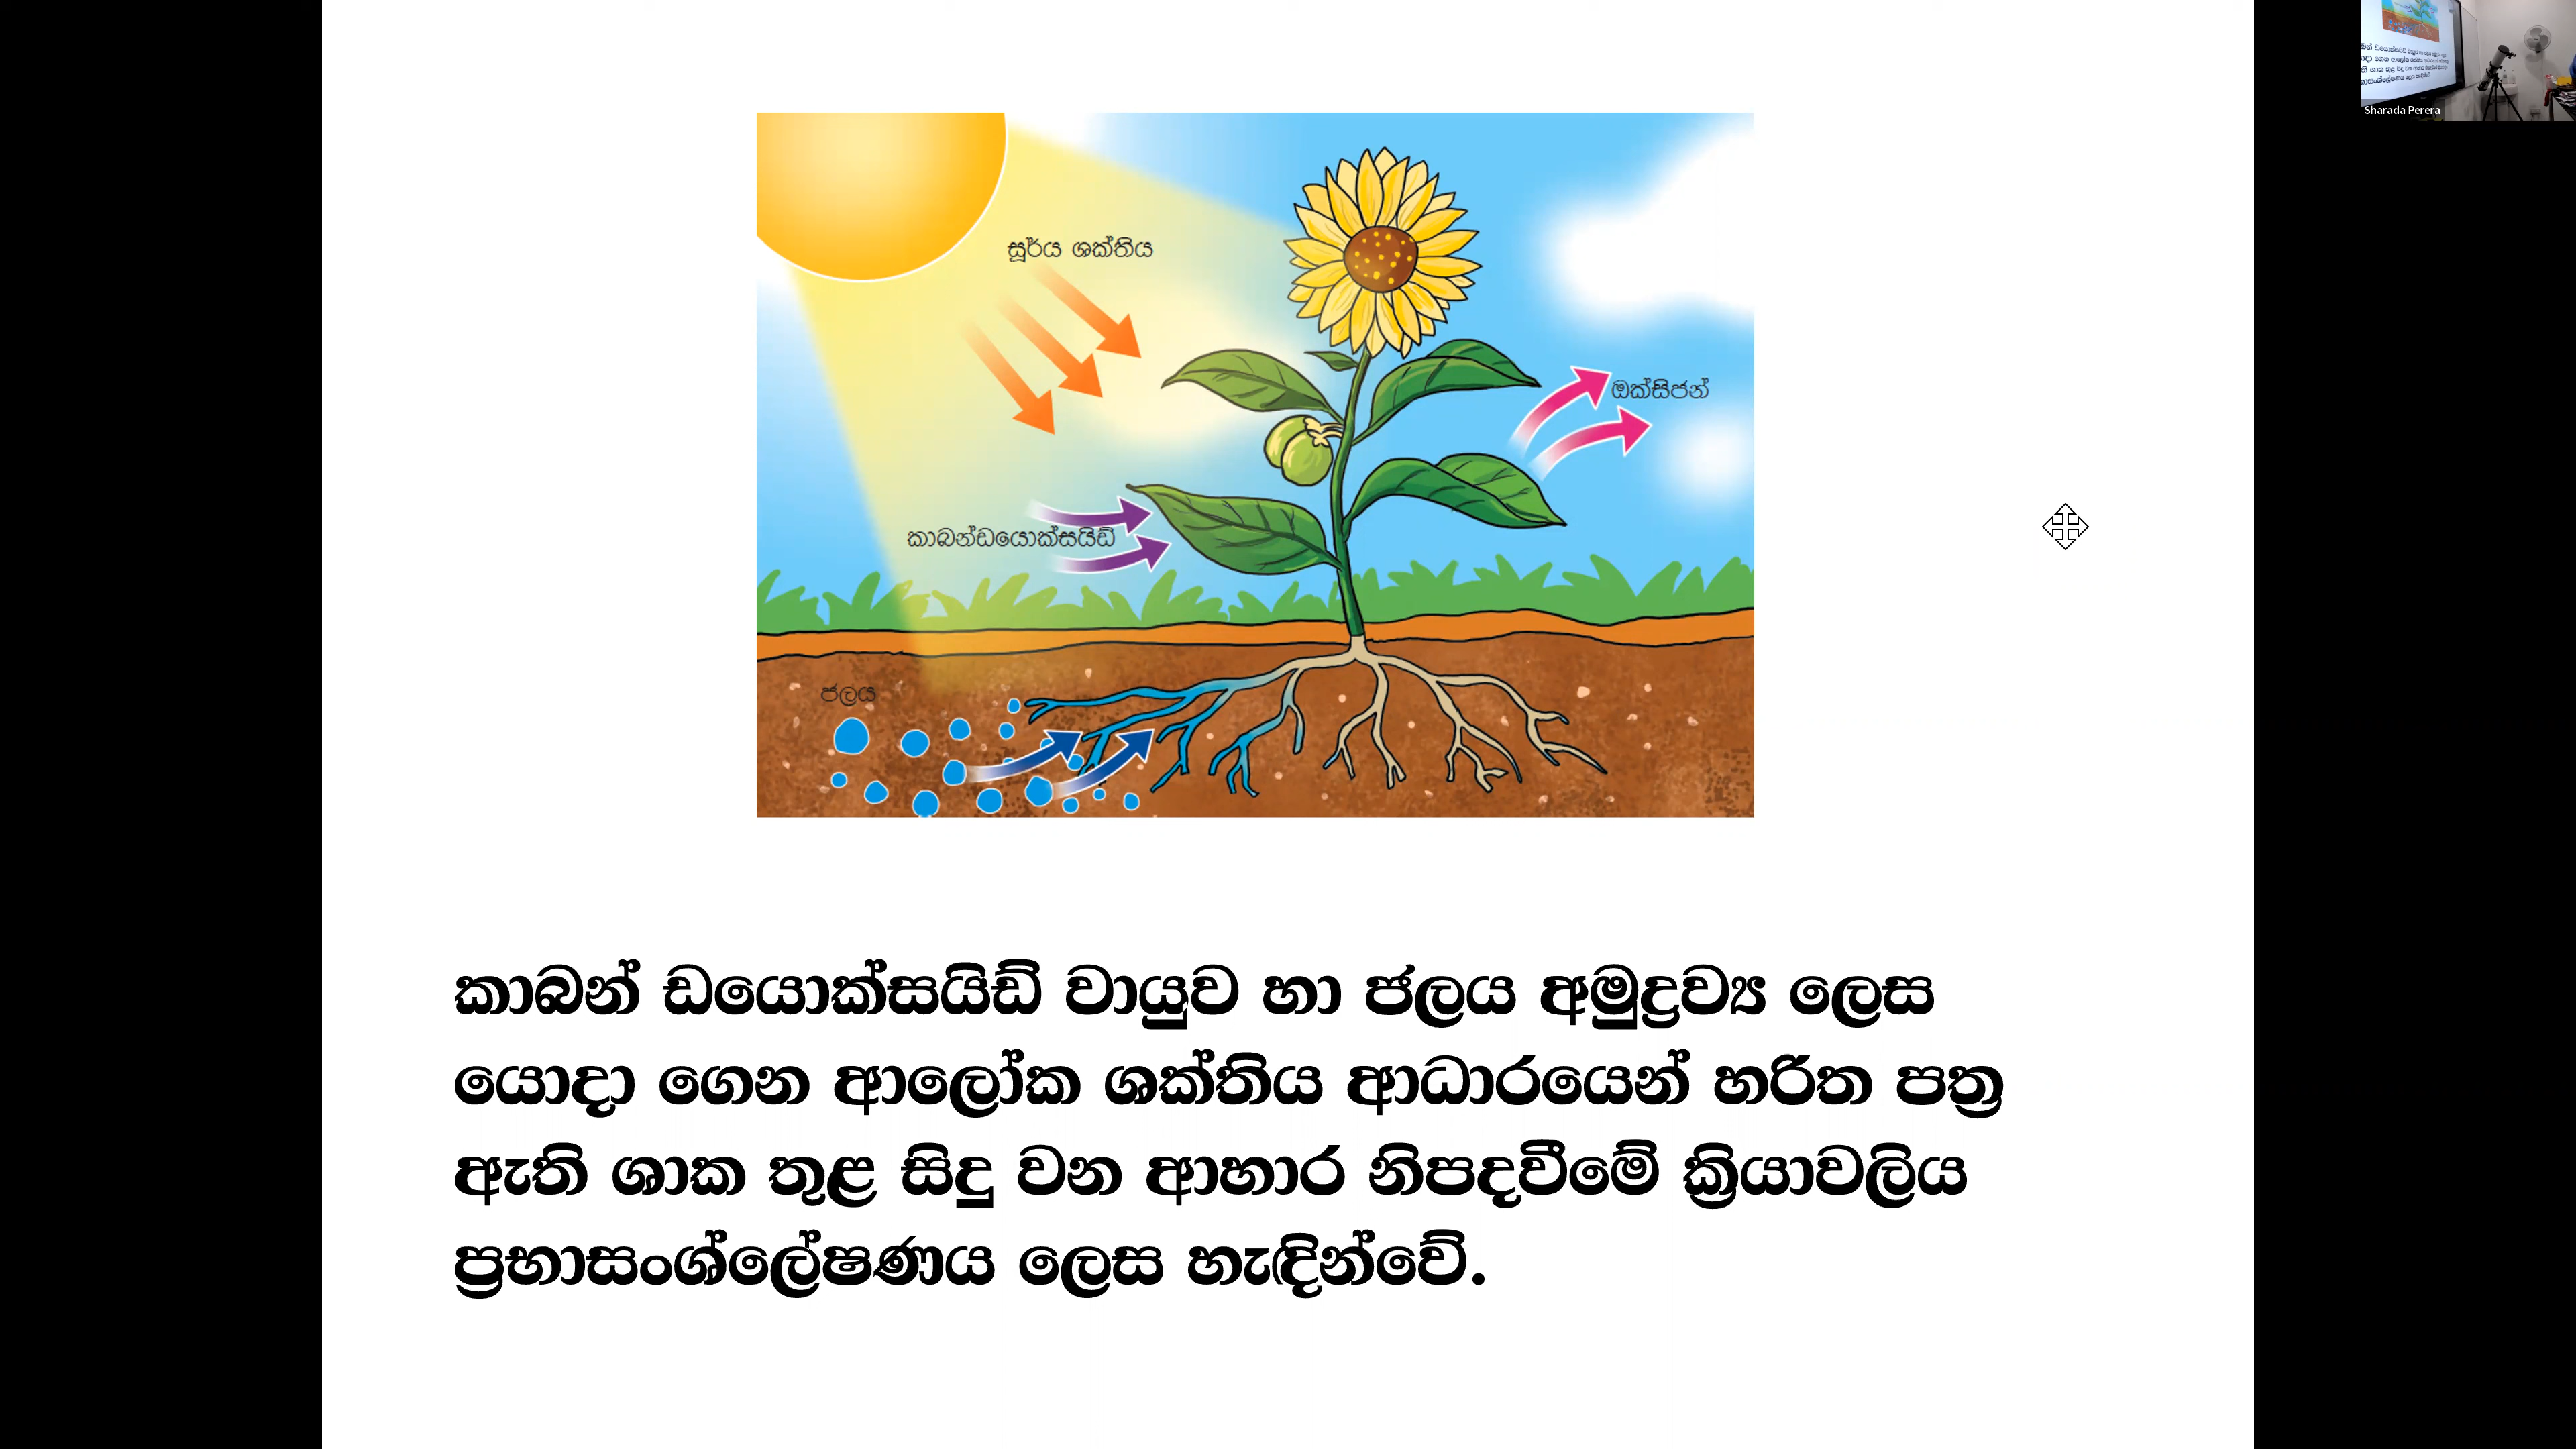 Sharada Perera
සූර්ය ශක්තිය
ඔක්සිජන්
කාබන්ඩයොක්සයිඩ්
ජලය
කාබන් ඩයොක්සයිඩ් වායුව හා ජලය අමුද්‍රව්‍ය ලෙස
යොදා ගෙන ආලෝක ශක්තිය ආධාරයෙන් හරිත පත්‍ර
ඇති ශාක තුළ සිදු වන ආහාර නිපදවීමේ ක්‍රියාවලිය
ප්‍රභාසංශ්ලේෂණය ලෙස හැඳින්වේ.